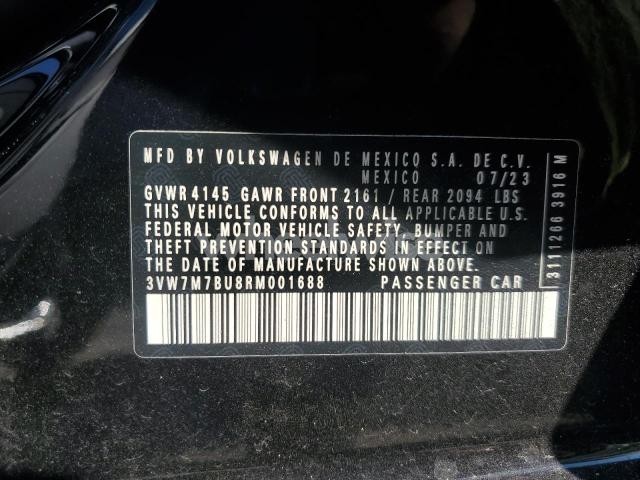 MFD BY VOLKSWAGEN DE MEXICO S.A. DE C.V.
MEXICO 07/23
GVWR 4145 GAWR FRONT 2161 / REAR 2094 LBS
THIS VEHICLE CONFORMS TO ALL APPLICABLE U.S.
FEDERAL MOTOR VEHICLE SAFETY, BUMPER AND
THEFT PREVENTION STANDARDS IN EFFECT ON
THE DATE OF MANUFACTURE SHOWN ABOVE.
3VW7M7BU8RM001688 PASSENGER CAR
3111266 3916 M